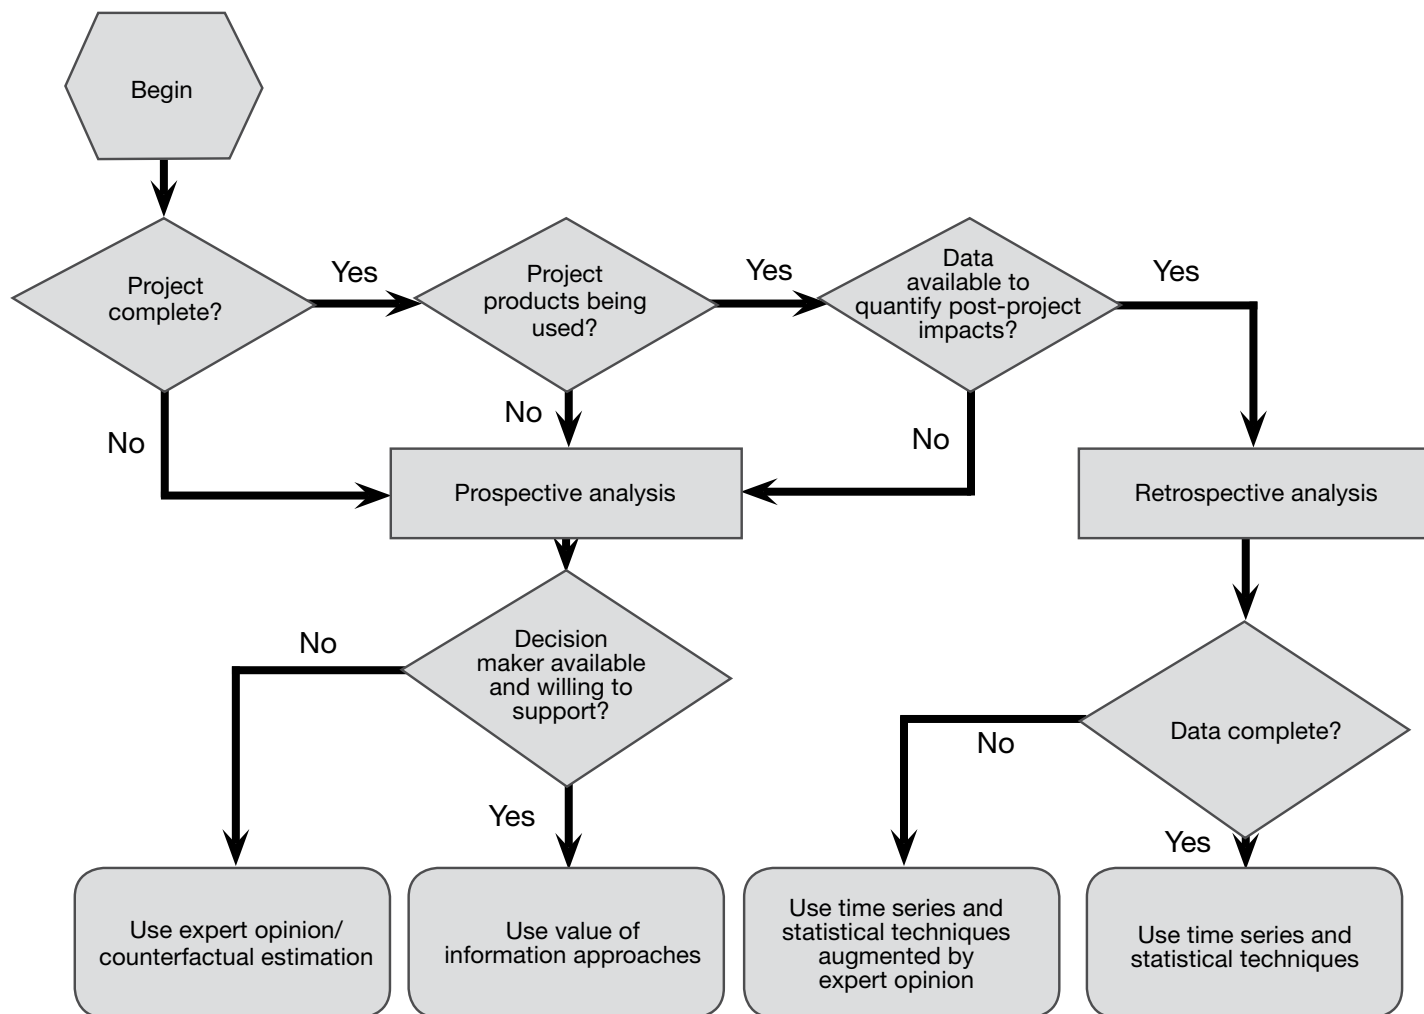 Begin
Project
complete?
Yes
Project
products being
used?
Yes
Data
available to
quantify post-project
impacts?
Yes
No
No
No
Prospective analysis
Retrospective analysis
No
Decision
maker available
and willing to
support?
Yes
No
Data complete?
Yes
Use expert opinion/
counterfactual estimation
Use value of
information approaches
Use time series and
statistical techniques
augmented by
expert opinion
Use time series and
statistical techniques